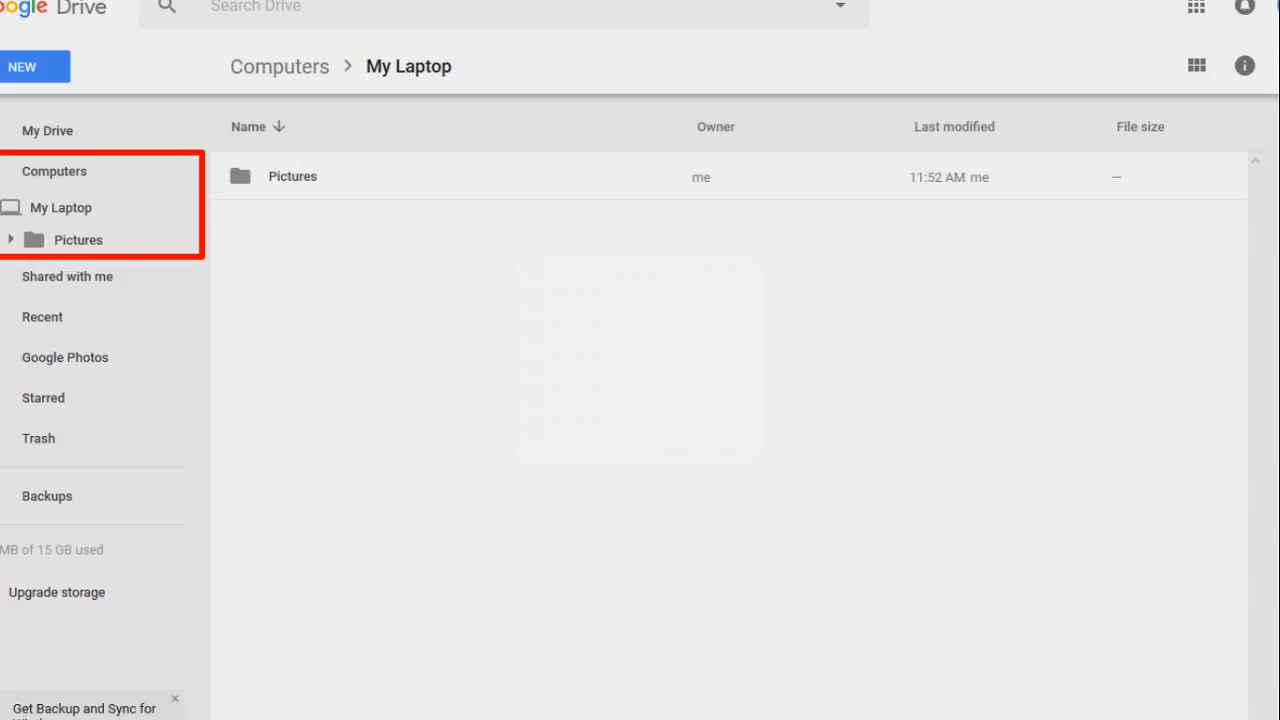 ogle Drive
Search Drive
NEW
Computers > My Laptop
Name Owner Last modified File size
My Drive
Computers
My Laptop
Pictures
Shared with me
Recent
Google Photos
Starred
Trash
Backups
MB of 15 GB used
Upgrade storage
Get Backup and Sync for
Pictures me 11:52 AM me —